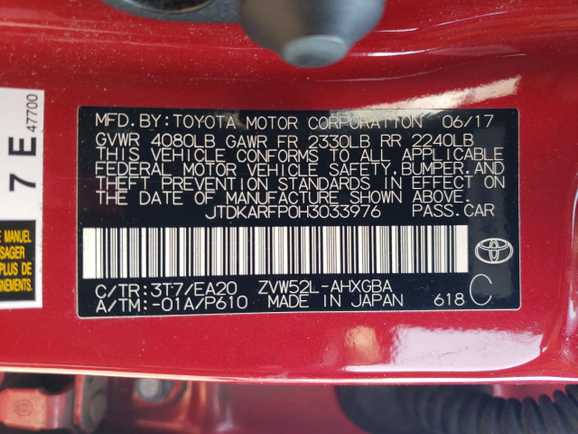 MFD. BY: TOYOTA MOTOR CORPORATION 06/17
GVWR 4080LB GAWR FR 2330LB RR 2240LB
THIS VEHICLE CONFORMS TO ALL APPLICABLE
FEDERAL MOTOR VEHICLE SAFETY, BUMPER, AND
THEFT PREVENTION STANDARDS IN EFFECT ON
THE DATE OF MANUFACTURE SHOWN ABOVE.
JTDKARFP0H3033976 PASS. CAR
C/TR: 3T7/EA20 ZVW52L-AHXGBA
A/TM: -01A/P610 MADE IN JAPAN 618 C
7 E
47700
E MANUEL
SAGER
PLUS DE